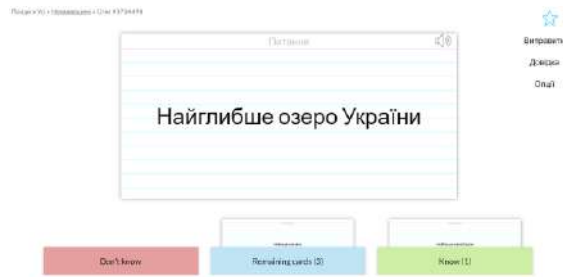 Питання
Виправити
Довідка
Опції
Найглибше озеро України
Don't know
Remaining cards (3)
Know (1)